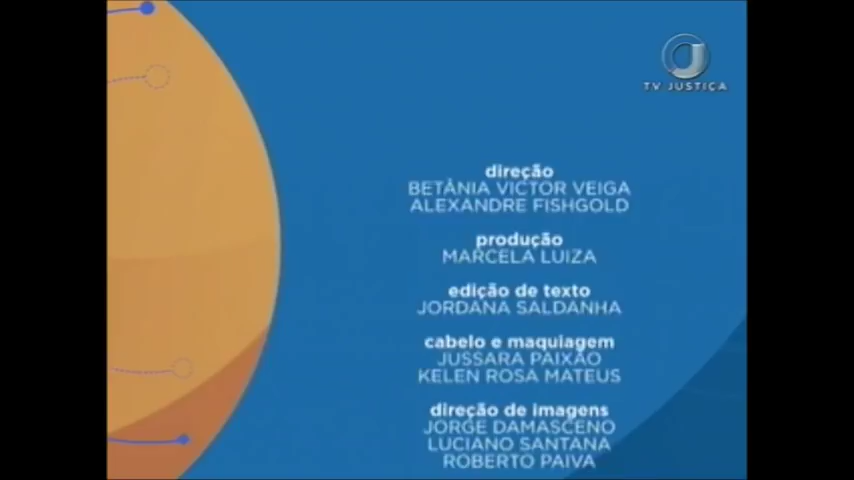 TV JUSTIÇA
direção
BETÂNIA VICTOR VEIGA
ALEXANDRE FISHGOLD
produção
MARCELA LUIZA
edição de texto
JORDANA SALDANHA
cabelo e maquiagem
JUSSARA PAIXÃO
KELEN ROSA MATEUS
direção de imagens
JORGE DAMASCENO
LUCIANO SANTANA
ROBERTO PAIVA